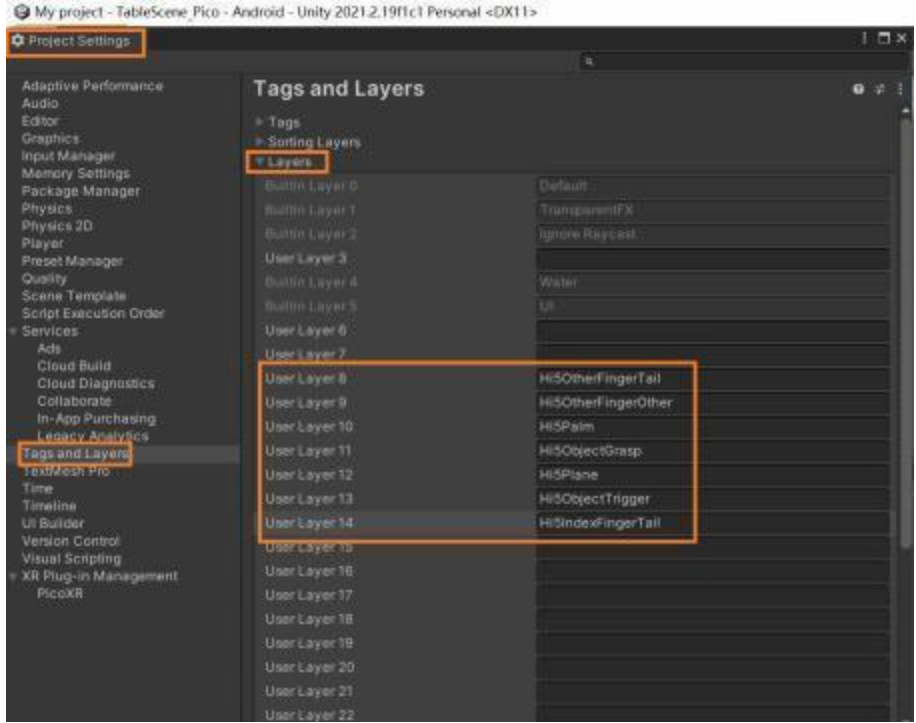 My project - TableScene_Pico - Android - Unity 2021.2.19f1c1 Personal <DX11>
Project Settings
Adaptive Performance
Audio
Editor
Graphics
Input Manager
Memory Settings
Package Manager
Physics
Physics 2D
Player
Preset Manager
Quality
Scene Template
Script Execution Order
Services
Ads
Cloud Build
Cloud Diagnostics
Collaborate
In-App Purchasing
Legacy Analytics
Tags and Layers
TextMesh Pro
Time
Timeline
UI Builder
Version Control
Visual Scripting
XR Plug-in Management
PicoXR
Tags and Layers
Tags
Sorting Layers
Layers
Builtin Layer 0 Default
Builtin Layer 1 TransparentFX
Builtin Layer 2 Ignore Raycast
User Layer 3
Builtin Layer 4 Water
Builtin Layer 5 UI
User Layer 6
User Layer 7
User Layer 8 Hi5OtherFingerTail
User Layer 9 Hi5OtherFingerOther
User Layer 10 Hi5Palm
User Layer 11 Hi5ObjectGrasp
User Layer 12 Hi5Plane
User Layer 13 Hi5ObjectTrigger
User Layer 14 Hi5IndexFingerTail
User Layer 15
User Layer 16
User Layer 17
User Layer 18
User Layer 19
User Layer 20
User Layer 21
User Layer 22